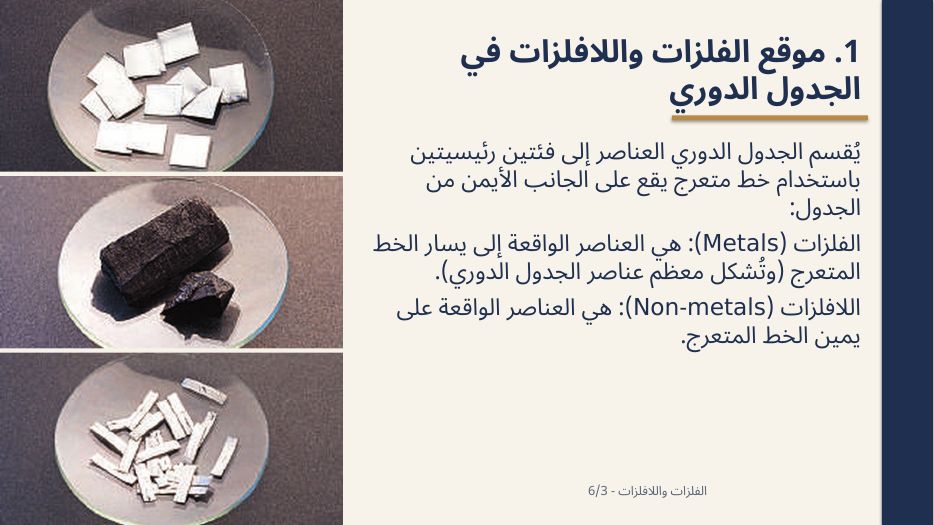 1. موقع الفلزات واللافلزات في
الجدول الدوري
يُقسم الجدول الدوري العناصر إلى فئتين رئيسيتين
باستخدام خط متعرج يقع على الجانب الأيمن من
الجدول:
الفلزات (Metals): هي العناصر الواقعة إلى يسار الخط
المتعرج (وتُشكل معظم عناصر الجدول الدوري).
اللافلزات (Non-metals): هي العناصر الواقعة على
يمين الخط المتعرج.
الفلزات واللافلزات - 6/3